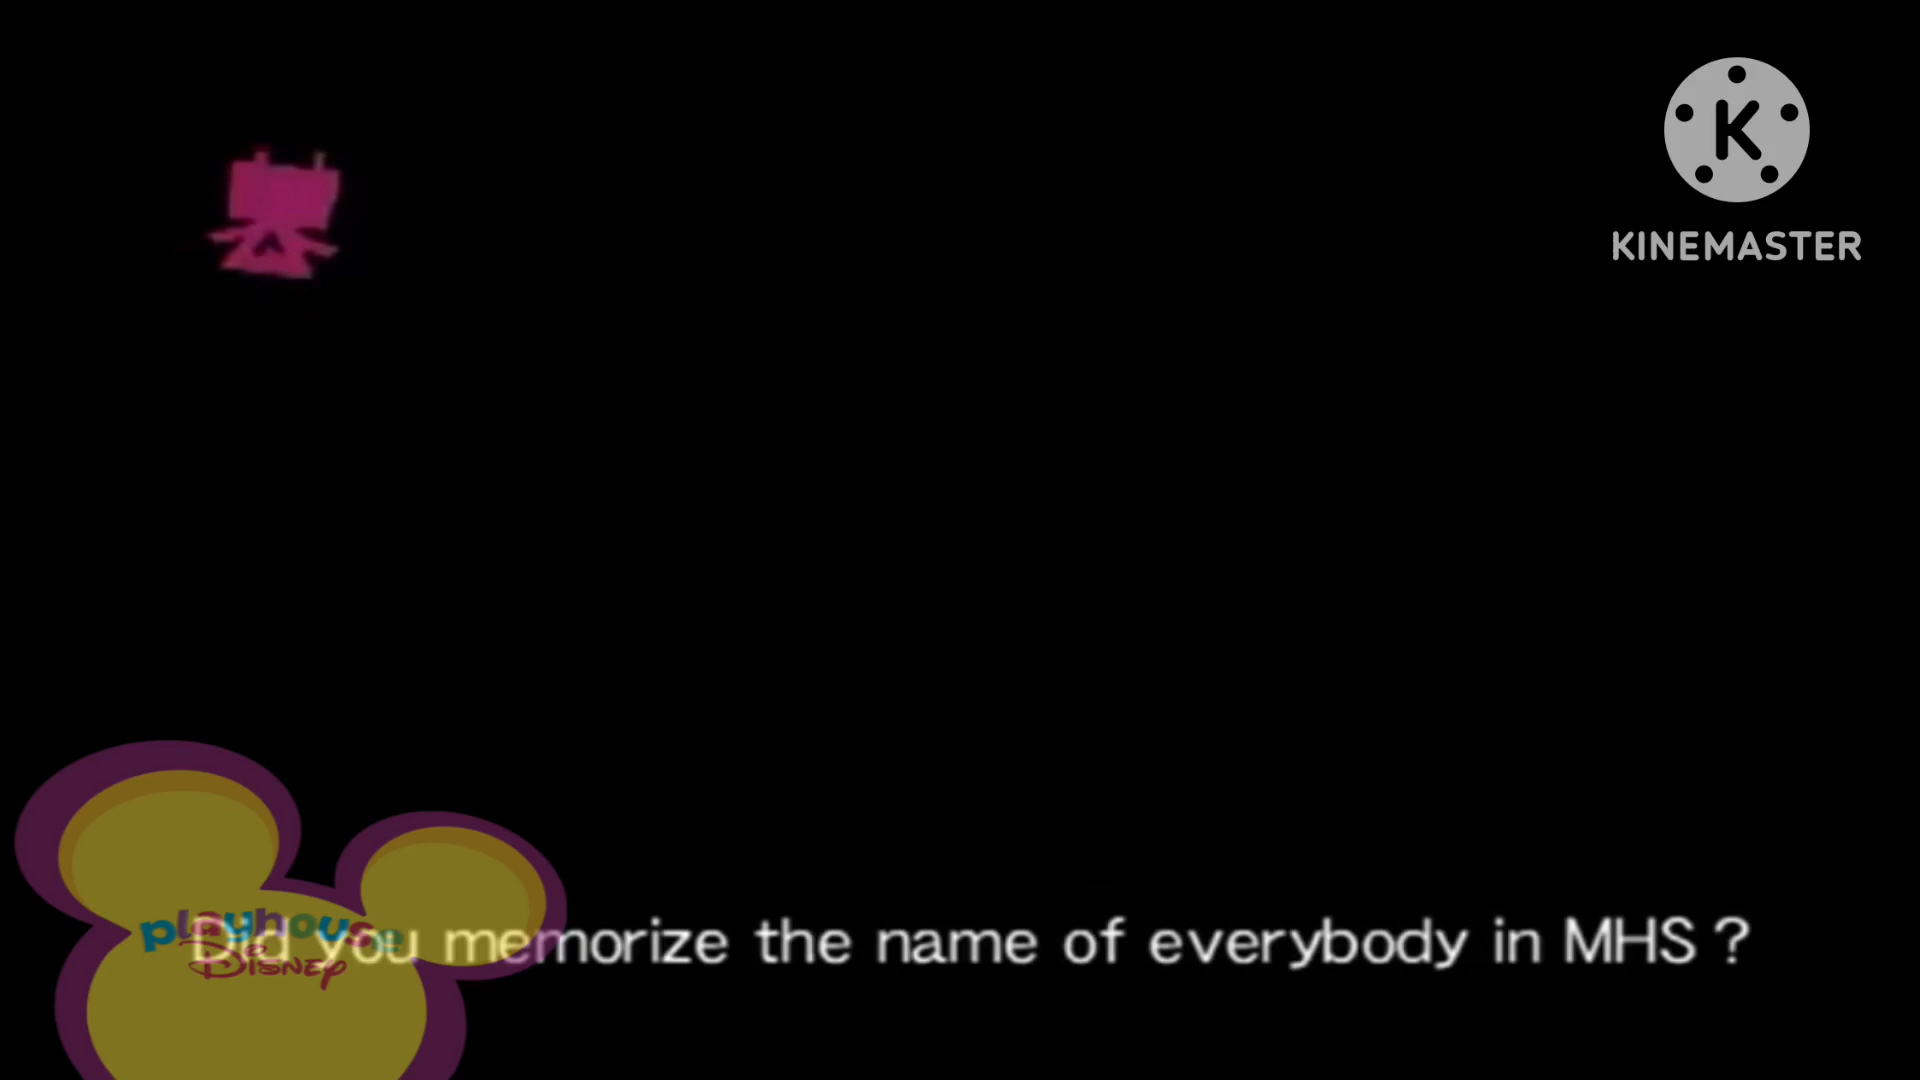 K
KINEMASTER
playhouse
Disney
Did you memorize the name of everybody in MHS ?